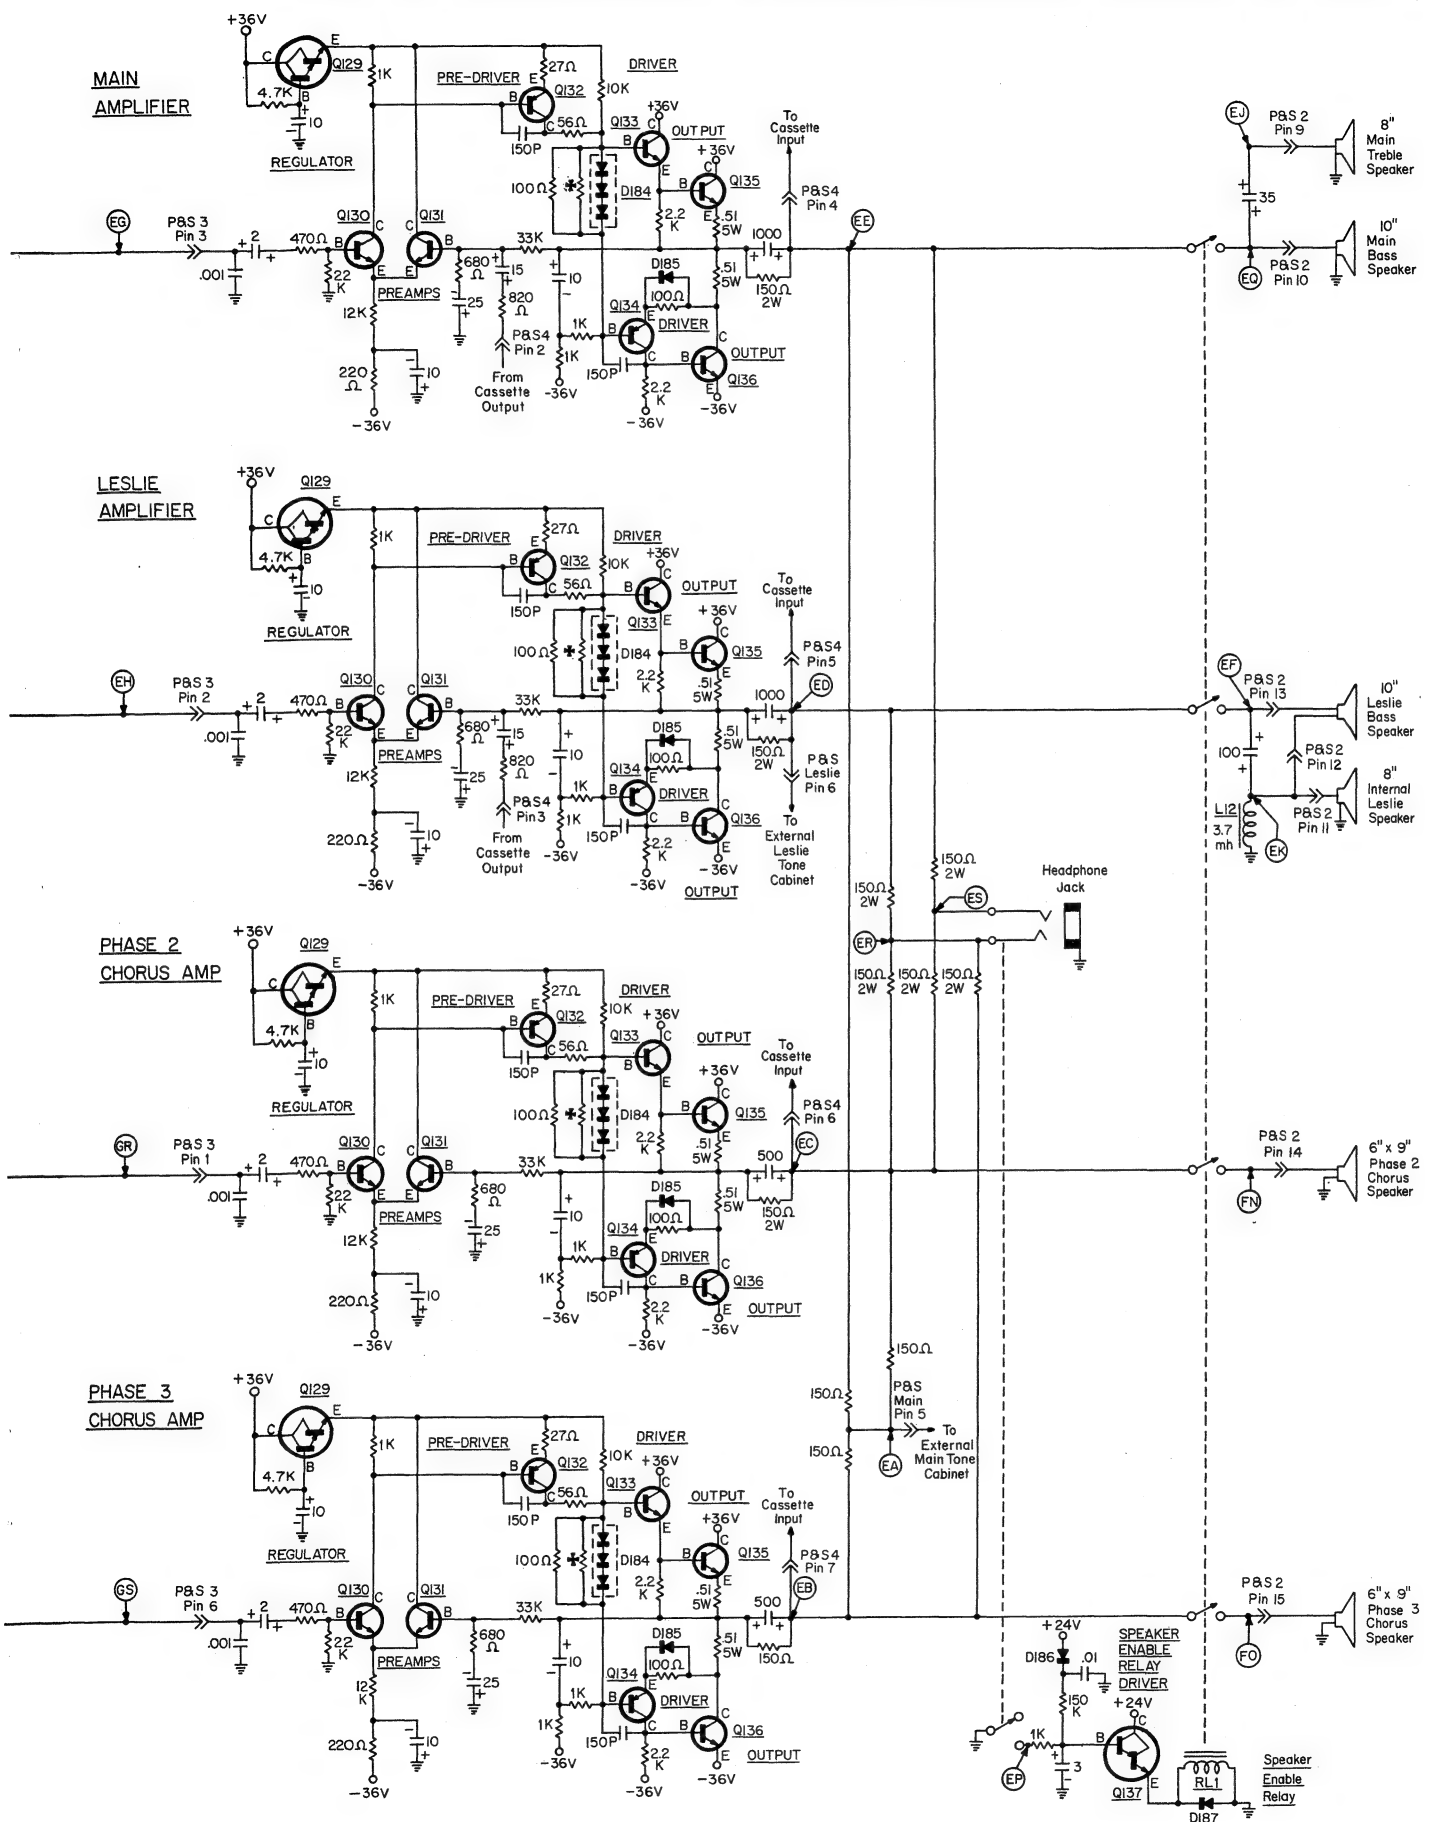 MAIN
AMPLIFIER
+36V
C
E
Q129
4.7K
B
+
10
-
REGULATOR
1K
PRE-DRIVER
27Ω
E
B
Q132
C
56Ω
150P
10K
DRIVER
Q133
+36V
C
B
E
OUTPUT
+36V
C
B
Q135
E
.51
5W
100Ω
D184
2.2
K
To
Cassette
Input
P&S4
Pin 4
EG
P&S 3
Pin 3
+ 2
+
.001
470Ω
22
K
Q130
C
B
E
Q131
C
B
E
PREAMPS
12K
220
Ω
-
10
+
-36V
680
Ω
-
25
+
33K
+
15
+
820
Ω
P&S4
Pin 2
From
Cassette
Output
+
10
-
1K
1K
-36V
150P
D185
100Ω
Q134
E
B
DRIVER
C
2.2
K
-36V
.51
5W
C
B
E
OUTPUT
Q136
-36V
1000
+ +
150Ω
2W
EE
EJ
P&S 2
Pin 9
8"
Main
Treble
Speaker
+
35
+
EQ
P&S 2
Pin 10
10"
Main
Bass
Speaker
LESLIE
AMPLIFIER
+36V
Q129
C
E
4.7K
B
+
10
-
REGULATOR
1K
PRE-DRIVER
27Ω
E
B
Q132
C
56Ω
150P
10K
DRIVER
+36V
C
B
Q133
E
OUTPUT
+36V
C
B
Q135
E
.51
5W
100Ω
D184
2.2
K
To
Cassette
Input
P&S4
Pin5
EH
P&S 3
Pin 2
+ 2
+
.001
470Ω
22
K
Q130
C
B
E
Q131
C
B
E
PREAMPS
12K
220Ω
-
10
+
-36V
680
Ω
-
25
+
33K
+
15
+
820
Ω
P&S4
Pin3
From
Cassette
Output
+
10
-
1K
1K
-36V
150P
D185
100Ω
Q134
E
B
DRIVER
C
2.2
K
-36V
.51
5W
C
B
E
Q136
-36V
OUTPUT
1000
+ +
150Ω
2W
ED
P&S
Leslie
Pin 6
To
External
Leslie
Tone
Cabinet
EF
P&S 2
Pin 13
10"
Leslie
Bass
Speaker
100
+
+
P&S 2
Pin 12
8"
Internal
Leslie
Speaker
P&S 2
Pin 11
L12
3.7
mh
EK
150Ω
2W
150Ω
2W
ES
Headphone
Jack
ER
150Ω
2W
150Ω
2W
150Ω
2W
PHASE 2
CHORUS AMP
+36V
Q129
C
E
4.7K
B
+
10
-
REGULATOR
1K
PRE-DRIVER
27Ω
E
B
Q132
C
56Ω
150P
10K
DRIVER
Q133
+36V
C
B
E
OUTPUT
+36V
C
B
Q135
E
.51
5W
100Ω
D184
2.2
K
To
Cassette
Input
P&S4
Pin 6
GR
P&S 3
Pin 1
+ 2
+
.001
470Ω
22
K
Q130
C
B
E
Q131
C
B
E
PREAMPS
12K
220Ω
-
10
+
-36V
680
Ω
-
25
+
33K
+
10
-
1K
1K
-36V
150P
D185
100Ω
Q134
E
B
DRIVER
C
2.2
K
-36V
.51
5W
C
B
E
Q136
OUTPUT
-36V
500
+ +
150Ω
2W
EC
P&S 2
Pin 14
FN
6" x 9"
Phase 2
Chorus
Speaker
150Ω
150Ω
150Ω
P&S
Main
Pin 5
EA
To
External
Main Tone
Cabinet
PHASE 3
CHORUS AMP
+36V
Q129
C
E
4.7K
B
+
10
-
REGULATOR
1K
PRE-DRIVER
27Ω
E
B
Q132
C
56Ω
150P
10K
DRIVER
Q133
+36V
C
B
E
OUTPUT
+36V
C
B
Q135
E
.51
5W
100Ω
D184
2.2
K
To
Cassette
Input
P&S4
Pin 7
GS
P&S 3
Pin 6
+ 2
+
.001
470Ω
22
K
Q130
C
B
E
Q131
C
B
E
PREAMPS
12
K
220Ω
-
10
+
-36V
680
Ω
-
25
+
33K
+
10
-
1K
1K
-36V
150P
D185
100Ω
Q134
E
B
DRIVER
C
2.2
K
-36V
.51
5W
C
B
E
Q136
OUTPUT
-36V
500
+ +
150Ω
EB
P&S 2
Pin 15
FO
6" x 9"
Phase 3
Chorus
Speaker
+24V
D186
.01
150
K
SPEAKER
ENABLE
RELAY
DRIVER
+24V
C
B
E
Q137
1K
EP
+
3
-
RL1
D187
Speaker
Enable
Relay